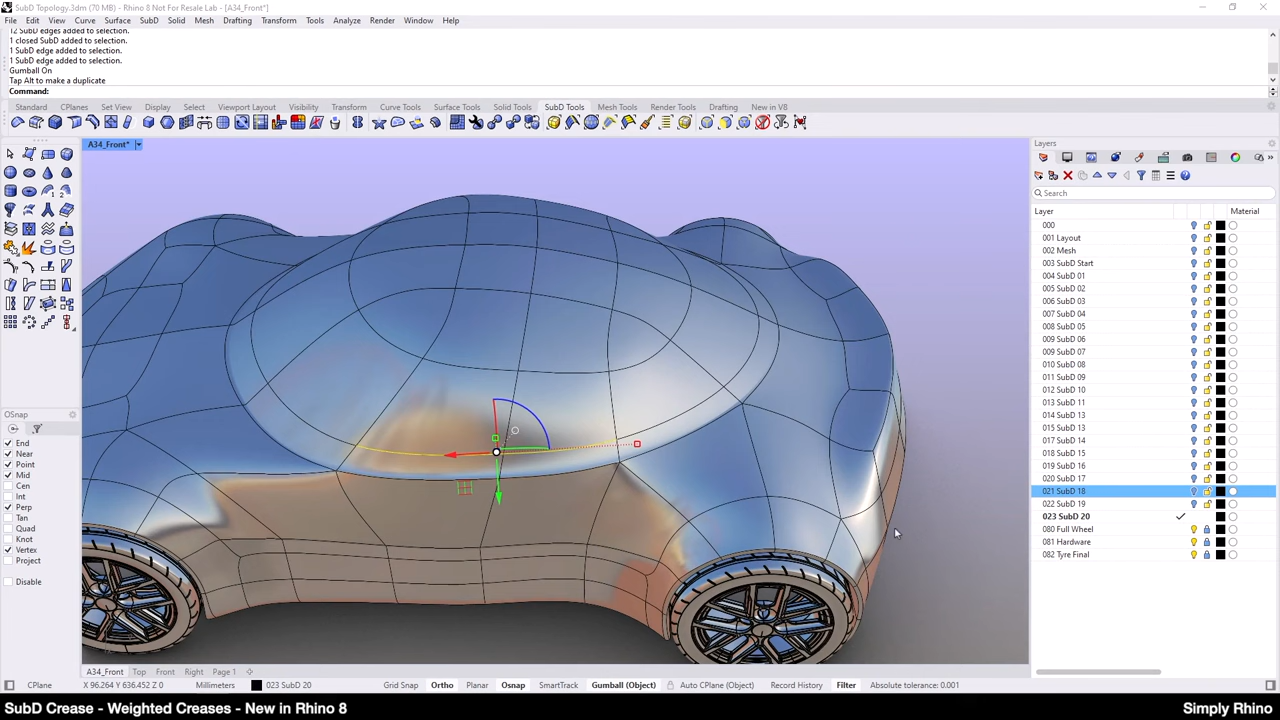 SubD Topology.3dm (70 MB) - Rhino 8 Not For Resale Lab - [A34_Front*]
File Edit View Curve Surface SubD Solid Mesh Drafting Transform Tools Analyze Render Window Help
12 SubD edges added to selection.
1 closed SubD added to selection.
1 SubD edge added to selection.
1 SubD edge added to selection.
Gumball On
Tap Alt to make a duplicate
Command:
Standard CPlanes Set View Display Select Viewport Layout Visibility Transform Curve Tools Surface Tools Solid Tools SubD Tools Mesh Tools Render Tools Drafting New in V8
A34_Front*
Layers
Search
Layer Material
000
001 Layout
002 Mesh
003 SubD Start
004 SubD 01
005 SubD 02
006 SubD 03
007 SubD 04
008 SubD 05
009 SubD 06
009 SubD 07
010 SubD 08
011 SubD 09
012 SubD 10
013 SubD 11
014 SubD 13
015 SubD 13
017 SubD 14
018 SubD 15
019 SubD 16
020 SubD 17
021 SubD 18
022 SubD 19
023 SubD 20
080 Full Wheel
081 Hardware
082 Tyre Final
OSnap
End
Near
Point
Mid
Cen
Int
Perp
Tan
Quad
Knot
Vertex
Project
Disable
A34_Front Top Front Right Page 1
CPlane X 96.264 Y 636.452 Z 0 Millimeters 023 SubD 20 Grid Snap Ortho Planar Osnap SmartTrack Gumball (Object) Auto CPlane (Object) Record History Filter Absolute tolerance: 0.001
SubD Crease - Weighted Creases - New in Rhino 8 Simply Rhino